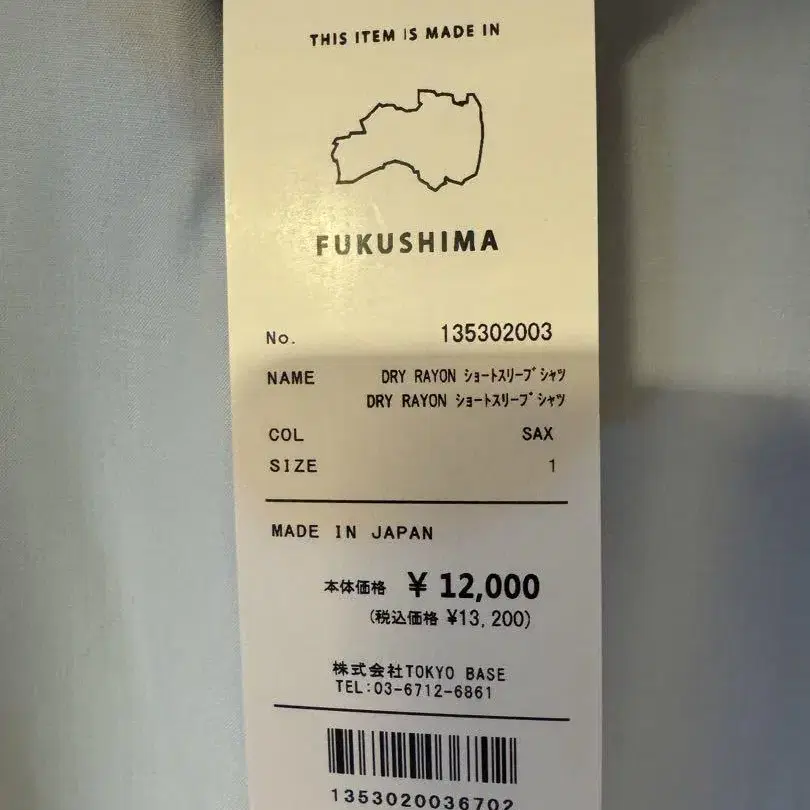 THIS ITEM IS MADE IN
FUKUSHIMA
No. 135302003
NAME DRY RAYON ｼｮｰﾄｽﾘｰﾌﾞｼｬﾂ
DRY RAYON ｼｮｰﾄｽﾘｰﾌﾞｼｬﾂ
COL SAX
SIZE 1
MADE IN JAPAN
本体価格 ¥ 12,000
(税込価格 ¥13,200)
株式会社TOKYO BASE
TEL:03-6712-6861
1353020036702